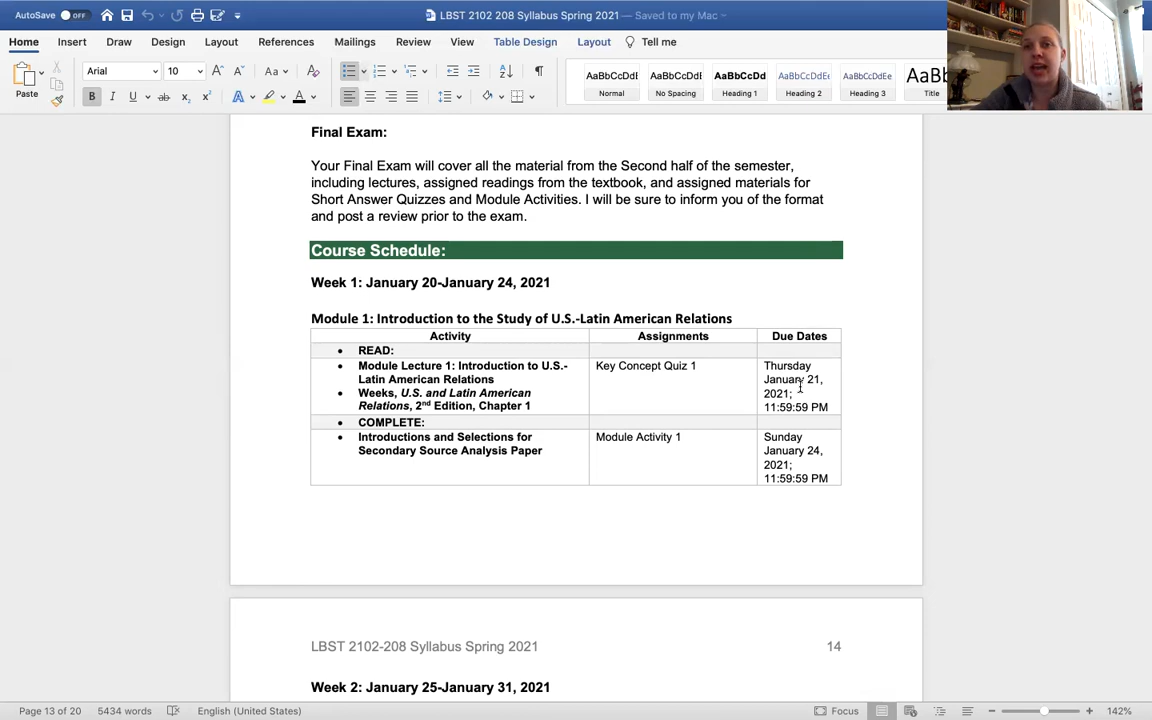 AutoSave OFF LBST 2102 208 Syllabus Spring 2021 — Saved to my Mac
Home Insert Draw Design Layout References Mailings Review View Table Design Layout Tell me
Paste Arial 10 A A Aa A
B I U ab x₂ x² A A
AaBbCcDdE AaBbCcDdE AaBbCcDd AaBbCcDdEe AaBbCcDdEe AaBb
Normal No Spacing Heading 1 Heading 2 Heading 3 Title
Final Exam:
Your Final Exam will cover all the material from the Second half of the semester,
including lectures, assigned readings from the textbook, and assigned materials for
Short Answer Quizzes and Module Activities. I will be sure to inform you of the format
and post a review prior to the exam.
Course Schedule:
Week 1: January 20-January 24, 2021
Module 1: Introduction to the Study of U.S.-Latin American Relations
Activity Assignments Due Dates
• READ:
• Module Lecture 1: Introduction to U.S.- Key Concept Quiz 1 Thursday
Latin American Relations January 21,
• Weeks, U.S. and Latin American 2021;
Relations, 2nd Edition, Chapter 1 11:59:59 PM
• COMPLETE:
• Introductions and Selections for Module Activity 1 Sunday
Secondary Source Analysis Paper January 24,
2021;
11:59:59 PM
LBST 2102-208 Syllabus Spring 2021 14
Week 2: January 25-January 31, 2021
Page 13 of 20 5434 words English (United States) Focus 142%